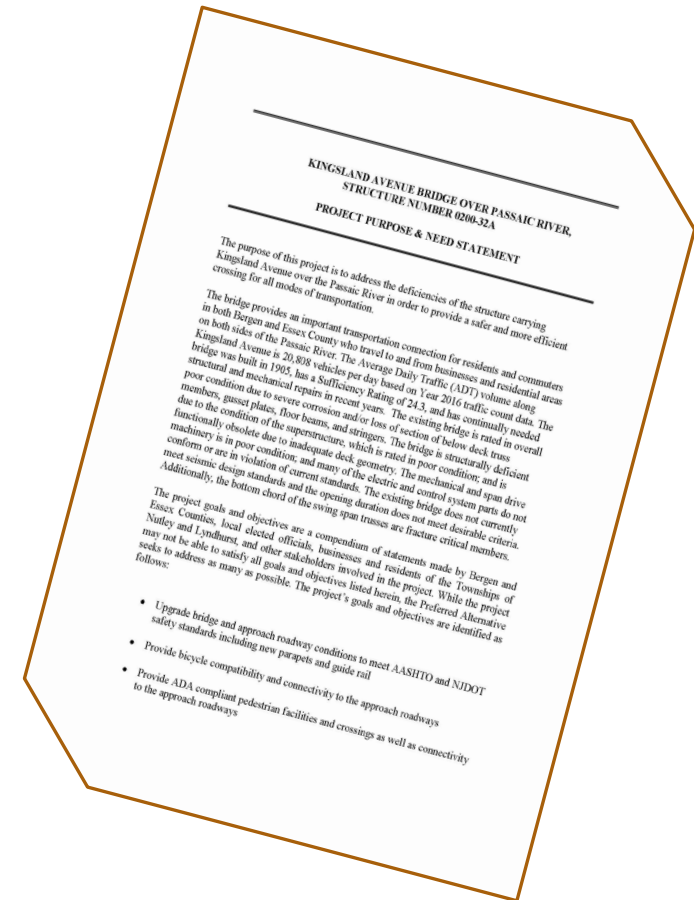 KINGSLAND AVENUE BRIDGE OVER PASSAIC RIVER,
STRUCTURE NUMBER 0200-32A
PROJECT PURPOSE & NEED STATEMENT
The purpose of this project is to address the deficiencies of the structure carrying
Kingsland Avenue over the Passaic River in order to provide a safer and more efficient
crossing for all modes of transportation.
The bridge provides an important transportation connection for residents and commuters
in both Bergen and Essex County who travel to and from businesses and residential areas
on both sides of the Passaic River. The Average Daily Traffic (ADT) volume along
Kingsland Avenue is 20,808 vehicles per day based on Year 2016 traffic count data. The
bridge was built in 1905, has a Sufficiency Rating of 24.3, and has continually needed
structural and mechanical repairs in recent years. The existing bridge is rated in overall
poor condition due to severe corrosion and/or loss of section of below deck truss
members, gusset plates, floor beams, and stringers. The bridge is structurally deficient
due to the condition of the superstructure, which is rated in poor condition; and is
functionally obsolete due to inadequate deck geometry. The mechanical and span drive
machinery is in poor condition; and many of the electric and control system parts do not
conform or are in violation of current standards. The existing bridge does not currently
meet seismic design standards and the opening duration does not meet desirable criteria.
Additionally, the bottom chord of the swing span trusses are fracture critical members.
The project goals and objectives are a compendium of statements made by Bergen and
Essex Counties, local elected officials, businesses and residents of the Townships of
Nutley and Lyndhurst, and other stakeholders involved in the project. While the project
may not be able to satisfy all goals and objectives listed herein, the Preferred Alternative
seeks to address as many as possible. The project's goals and objectives are identified as
follows:
• Upgrade bridge and approach roadway conditions to meet AASHTO and NJDOT
safety standards including new parapets and guide rail
• Provide bicycle compatibility and connectivity to the approach roadways
• Provide ADA compliant pedestrian facilities and crossings as well as connectivity
to the approach roadways